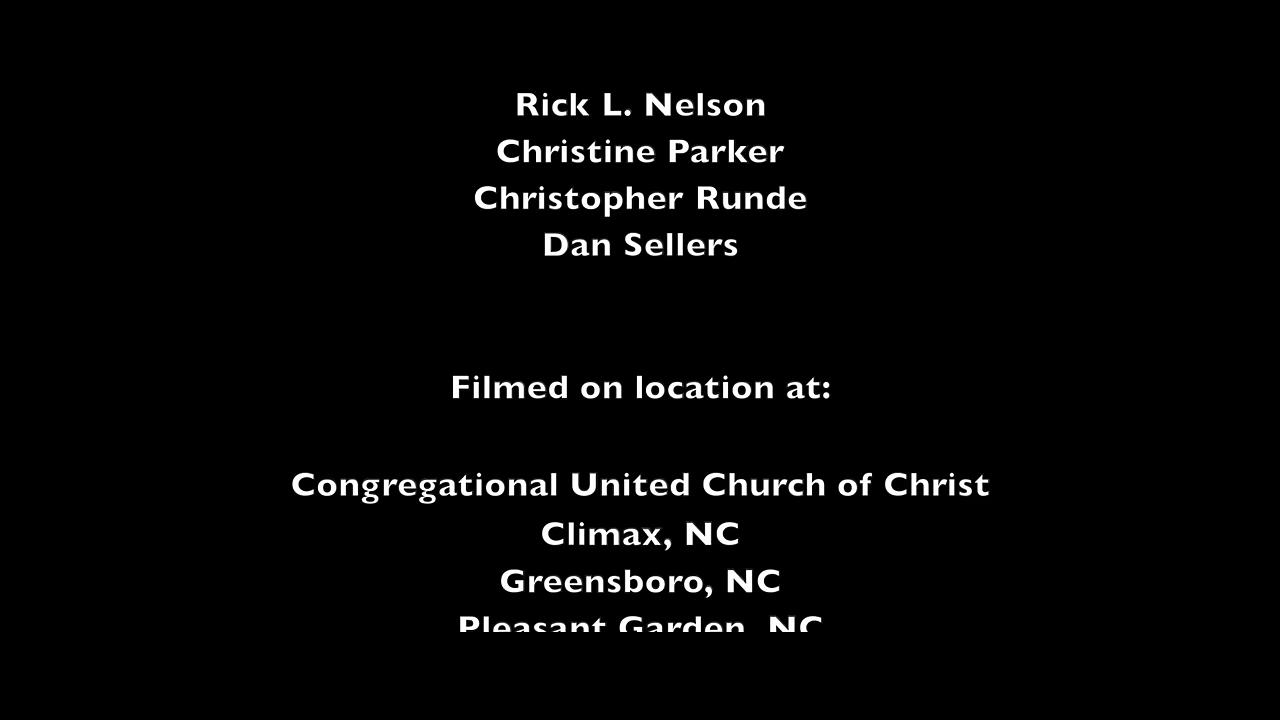 Rick L. Nelson
Christine Parker
Christopher Runde
Dan Sellers
Filmed on location at:
Congregational United Church of Christ
Climax, NC
Greensboro, NC
Pleasant Garden, NC